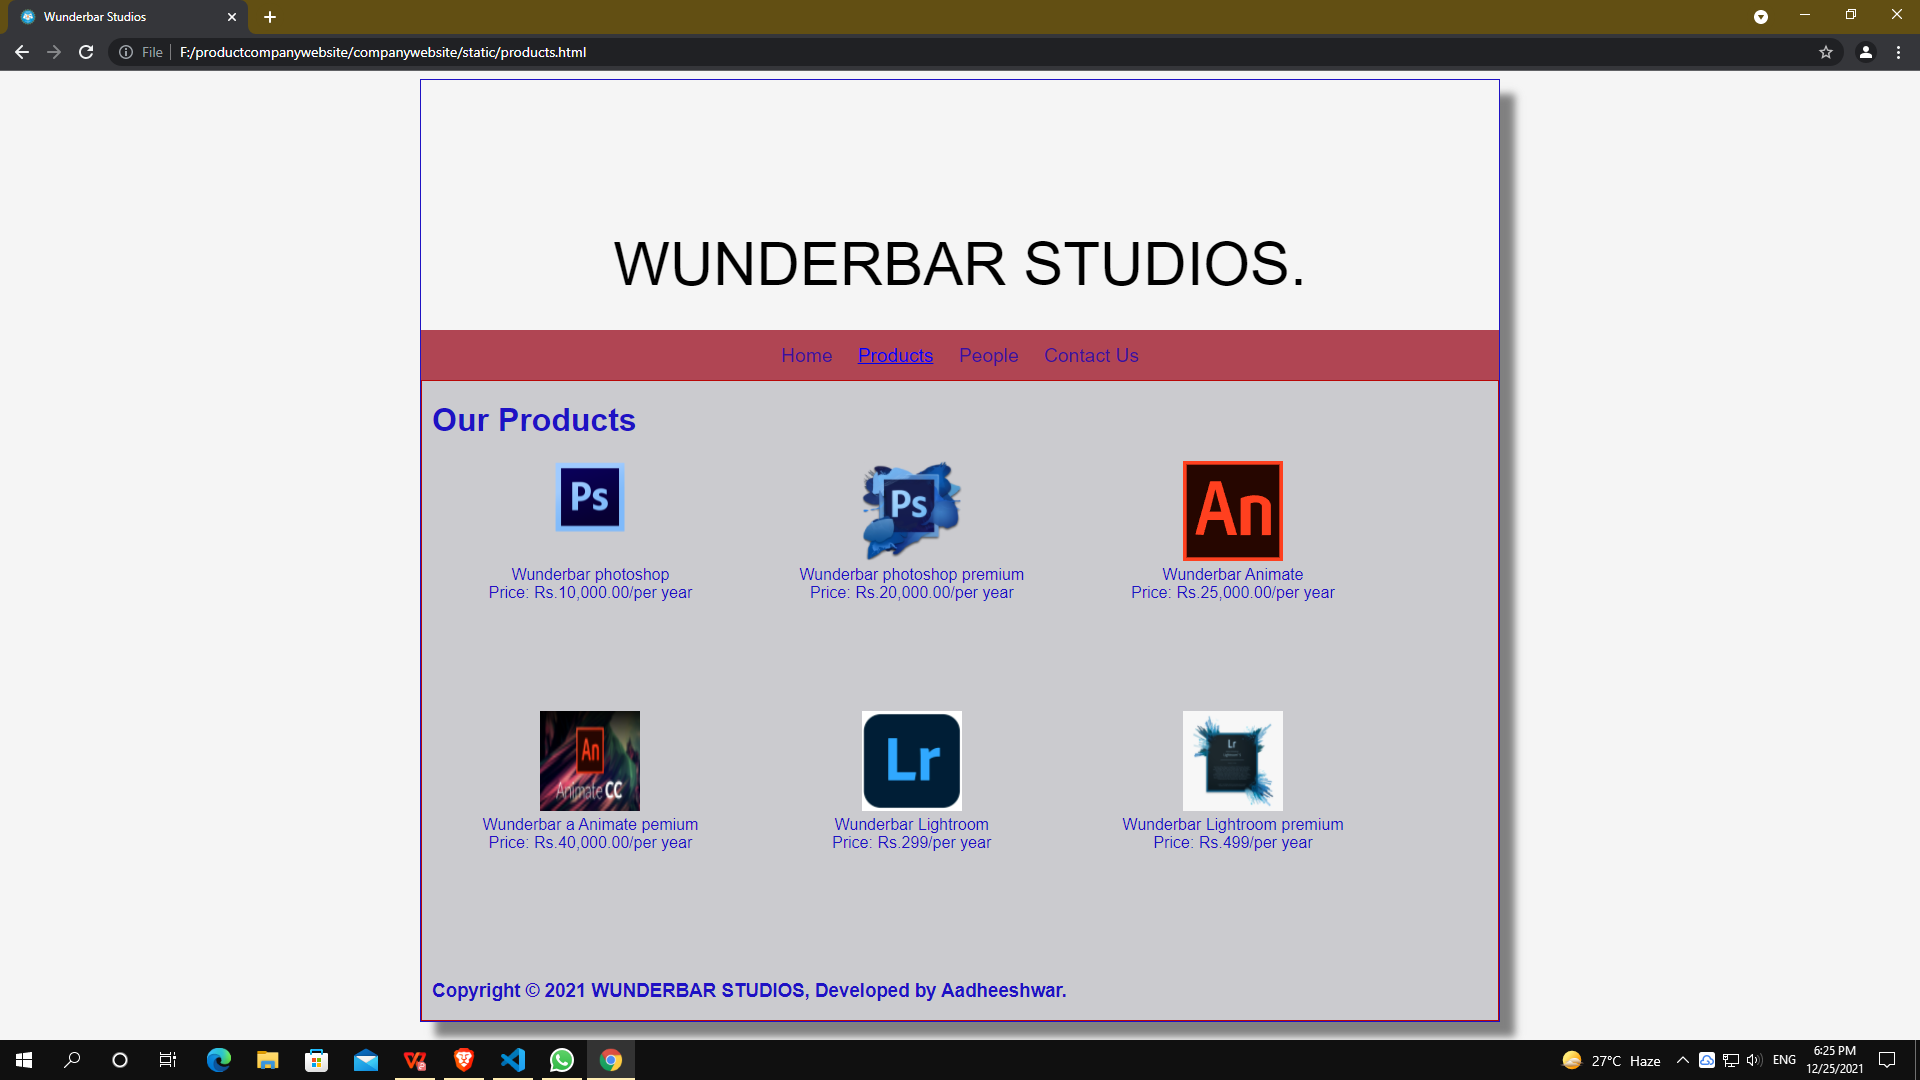 Wunderbar Studios
File F:/productcompanywebsite/companywebsite/static/products.html
WUNDERBAR STUDIOS.
Home Products People Contact Us
Our Products
Ps Ps An
Wunderbar photoshop Wunderbar photoshop premium Wunderbar Animate
Price: Rs.10,000.00/per year Price: Rs.20,000.00/per year Price: Rs.25,000.00/per year
An Lr Lr
Animate CC
Wunderbar a Animate pemium Wunderbar Lightroom Wunderbar Lightroom premium
Price: Rs.40,000.00/per year Price: Rs.299/per year Price: Rs.499/per year
Copyright © 2021 WUNDERBAR STUDIOS, Developed by Aadheeshwar.
27°C Haze ENG 6:25 PM
12/25/2021